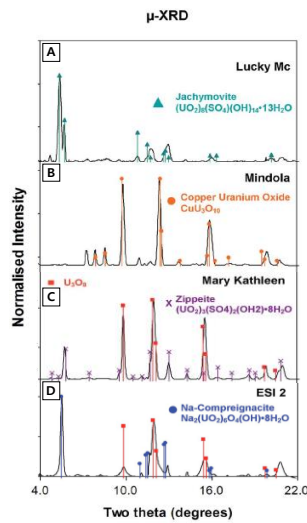 μ-XRD
A
Lucky Mc
Jachymovite
(UO₂)₈(SO₄)(OH)₁₄•13H₂O
B
Mindola
Copper Uranium Oxide
CuU₃O₁₀
U₃O₈
Mary Kathleen
C
Zippeite
(UO₂)₃(SO4)₂(OH2)•8H₂O
ESI 2
D
Na-Compreignacite
Na₂(UO₂)₆O₄(OH)•8H₂O
Normalised Intensity
4.0 10.0 16.0 22.0
Two theta (degrees)